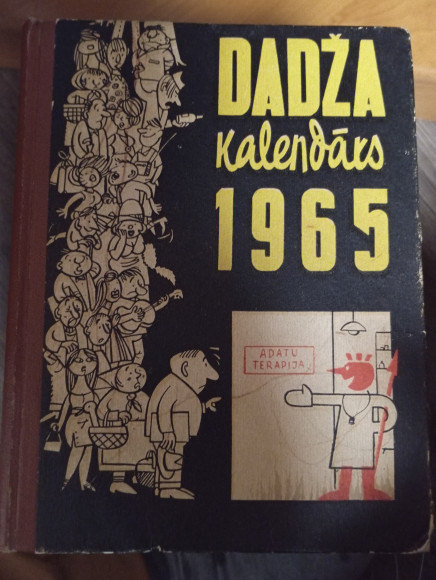 DADŽA
kalendārs
1965
ADATU
TERAPIJA